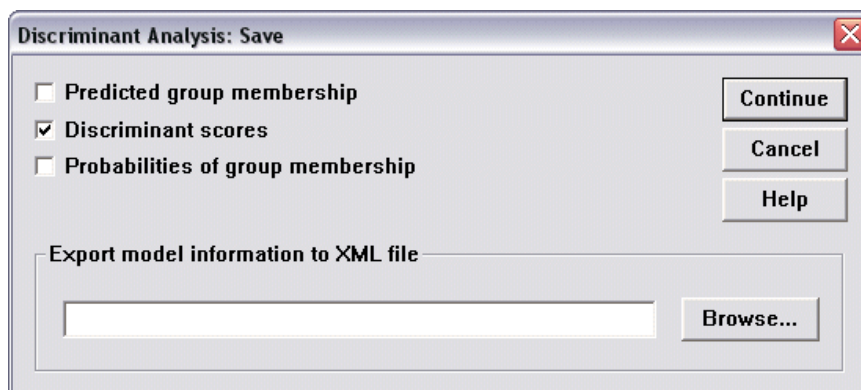 Discriminant Analysis: Save
Predicted group membership
Discriminant scores
Probabilities of group membership
Continue
Cancel
Help
Export model information to XML file
Browse...